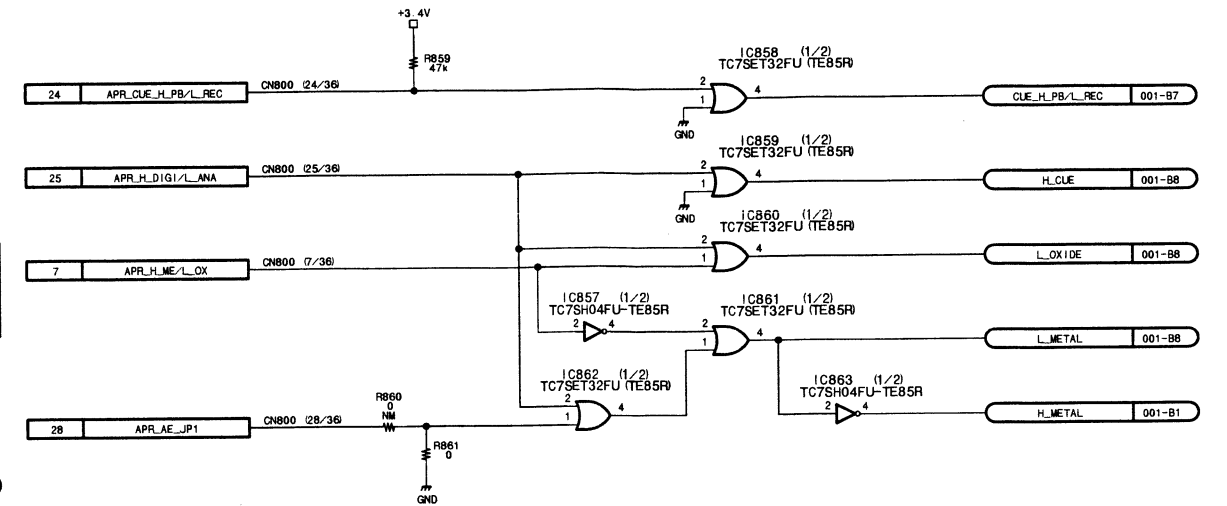 +3.4V
R859
47k
IC858 (1/2)
TC7SET32FU (TE85R)
24 APR_CUE_H_PB/L_REC CN800 (24/36)
2
1
4
GND
CUE_H_PB/L_REC 001-B7
IC859 (1/2)
TC7SET32FU (TE85R)
25 APR_H_DIGI/L_ANA CN800 (25/36)
2
1
4
GND
H_CUE 001-B8
IC860 (1/2)
TC7SET32FU (TE85R)
7 APR_H_ME/L_OX CN800 (7/36)
2
1
4
L_OXIDE 001-B8
IC857 (1/2)
TC7SH04FU-TE85R
2 4
IC861 (1/2)
TC7SET32FU (TE85R)
2
1
4
L_METAL 001-B8
IC862 (1/2)
TC7SET32FU (TE85R)
2
1
4
IC863 (1/2)
TC7SH04FU-TE85R
2 4
H_METAL 001-B1
28 APR_AE_JP1 CN800 (28/36)
R860
0
NM
R861
0
GND